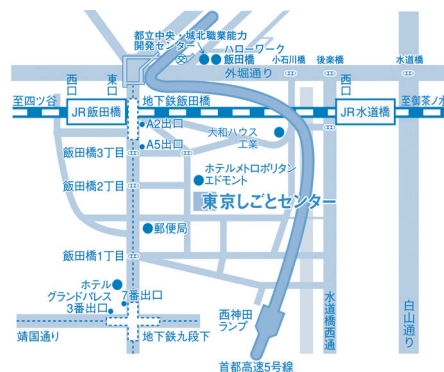 都立中央・城北職業能力
開発センター
ハローワーク
飯田橋
小石川橋
後楽橋
水道橋
外堀通り
西口
東口
西口
至四ツ谷
JR飯田橋
地下鉄飯田橋
JR水道橋
至御茶ノ水
A2出口
大和ハウス
工業
A5出口
飯田橋3丁目
ホテルメトロポリタン
エドモント
飯田橋2丁目
東京しごとセンター
郵便局
飯田橋1丁目
ホテル
グランドパレス
7番出口
3番出口
西神田
ランプ
水道橋西通
白山通り
靖国通り
地下鉄九段下
首都高速5号線